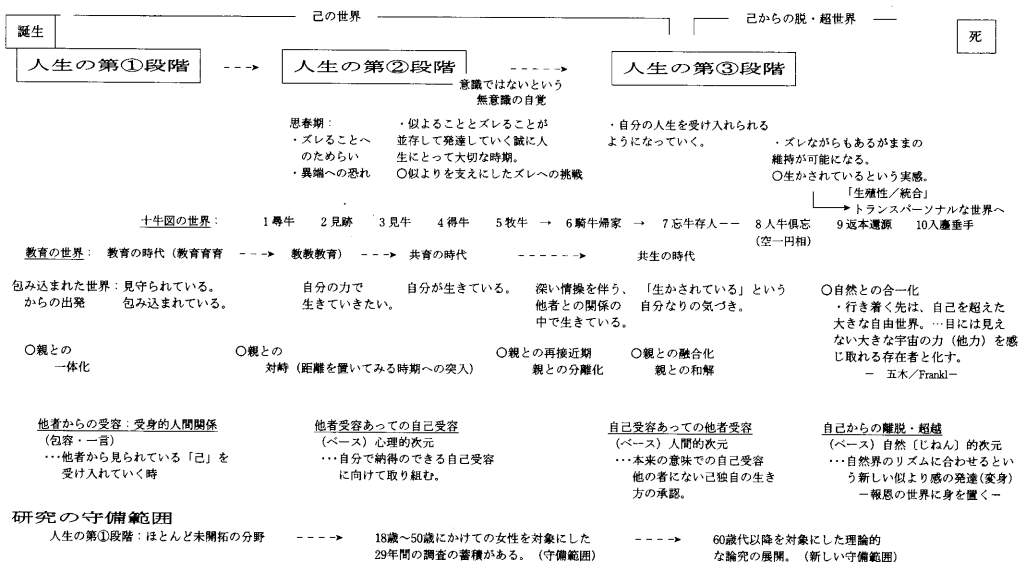 己の世界
己からの脱・超世界
誕生
死
人生の第①段階
人生の第②段階
人生の第③段階
意識ではないという
無意識の自覚
思春期：
・ズレることへ
のためらい
・異端への恐れ
・似よることとズレることが
並存して発達していく誠に人
生にとって大切な時期。
○似よりを支えにしたズレへの挑戦
・自分の人生を受け入れられる
ようになっていく。
・ズレながらもあるがままの
維持が可能になる。
○生かされているという実感。
「生殖性／統合」
トランスパーソナルな世界へ
十牛図の世界： 1尋牛 2見跡 3見牛 4得牛 5牧牛 → 6騎牛帰家 → 7忘牛存人－－ 8人牛倶忘 9返本還源 10入鄽垂手
（空一円相）
教育の世界： 教育の時代（教育育育 ----> 教教教育） ---> 共育の時代 ------> 共生の時代
包み込まれた世界：見守られている。
からの出発 包み込まれている。
自分の力で
生きていきたい。
自分が生きている。
深い情操を伴う、
他者との関係の
中で生きている。
「生かされている」という
自分なりの気づき。
○自然との合一化
・行き着く先は、自己を超えた
大きな自由世界。…目には見え
ない大きな宇宙の力（他力）を感
じ取れる存在者と化す。
－ 五木／Frankl－
○親との
一体化
○親との
対峙（距離を置いてみる時期への突入）
○親との再接近期
親との分離化
○親との融合化
親との和解
他者からの受容：受身的人間関係
（包容・一言）
…他者から見られている「己」を
受け入れていく時
他者受容あっての自己受容
（ベース）心理的次元
…自分で納得のできる自己受容
に向けて取り組む。
自己受容あっての他者受容
（ベース）人間的次元
…本来の意味での自己受容
他の者にない己独自の生き
方の承認。
自己からの離脱・超越
（ベース）自然〔じねん〕的次元
…自然界のリズムに合わせるとい
う新しい似より感の発達（変身）
－報恩の世界に身を置く－
研究の守備範囲
人生の第①段階：ほとんど未開拓の分野
18歳～50歳にかけての女性を対象にした
29年間の調査の蓄積がある。（守備範囲）
60歳代以降を対象にした理論的
な論究の展開。（新しい守備範囲）